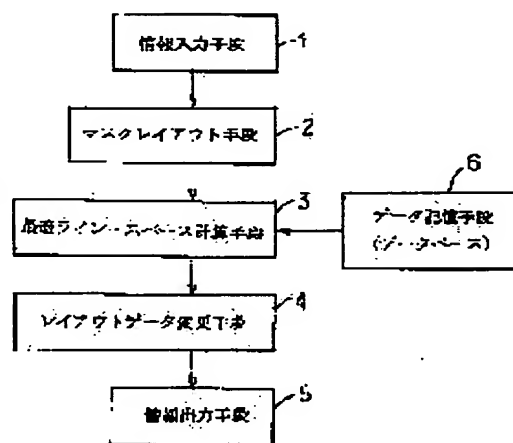 情報入力手段
1
マスクレイアウト手段
2
最適ライン・スペース計算手段
3
データ記憶手段
(データベース)
6
レイアウトデータ変更手段
4
情報出力手段
5